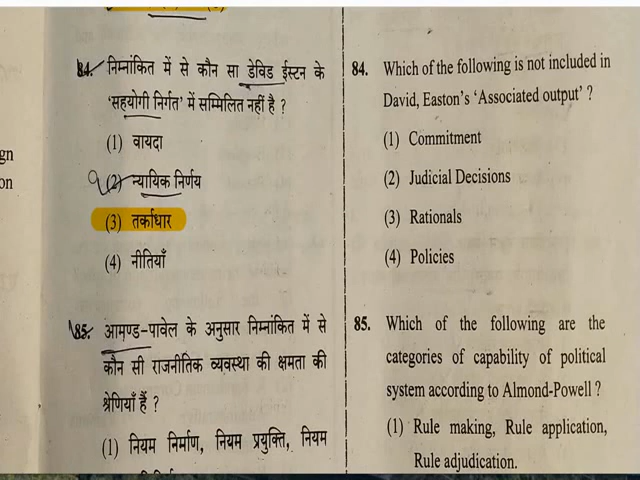 gn
on
84. निम्नांकित में से कौन सा डेविड ईस्टन के
'सहयोगी निर्गत' में सम्मिलित नहीं है ?
(1) वायदा
(2) न्यायिक निर्णय
(3) तर्काधार
(4) नीतियाँ
85. आमण्ड-पावेल के अनुसार निम्नांकित में से
कौन सी राजनीतिक व्यवस्था की क्षमता की
श्रेणियाँ हैं ?
(1) नियम निर्माण, नियम प्रयुक्ति, नियम
84. Which of the following is not included in
David, Easton's 'Associated output' ?
(1) Commitment
(2) Judicial Decisions
(3) Rationals
(4) Policies
85. Which of the following are the
categories of capability of political
system according to Almond-Powell ?
(1) Rule making, Rule application,
Rule adjudication.